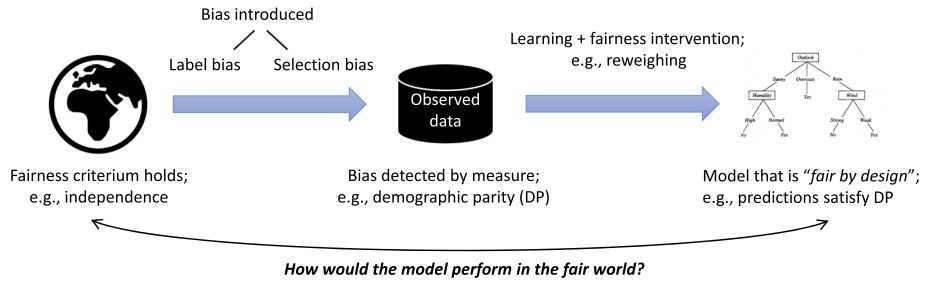 Bias introduced
Label bias
Selection bias
Learning + fairness intervention;
e.g., reweighing
Observed
data
Outlook
Sunny
Overcast
Rain
Humidity
Yes
Wind
High
Normal
Strong
Weak
No
Yes
No
Yes
Fairness criterium holds;
e.g., independence
Bias detected by measure;
e.g., demographic parity (DP)
Model that is “fair by design”;
e.g., predictions satisfy DP
How would the model perform in the fair world?